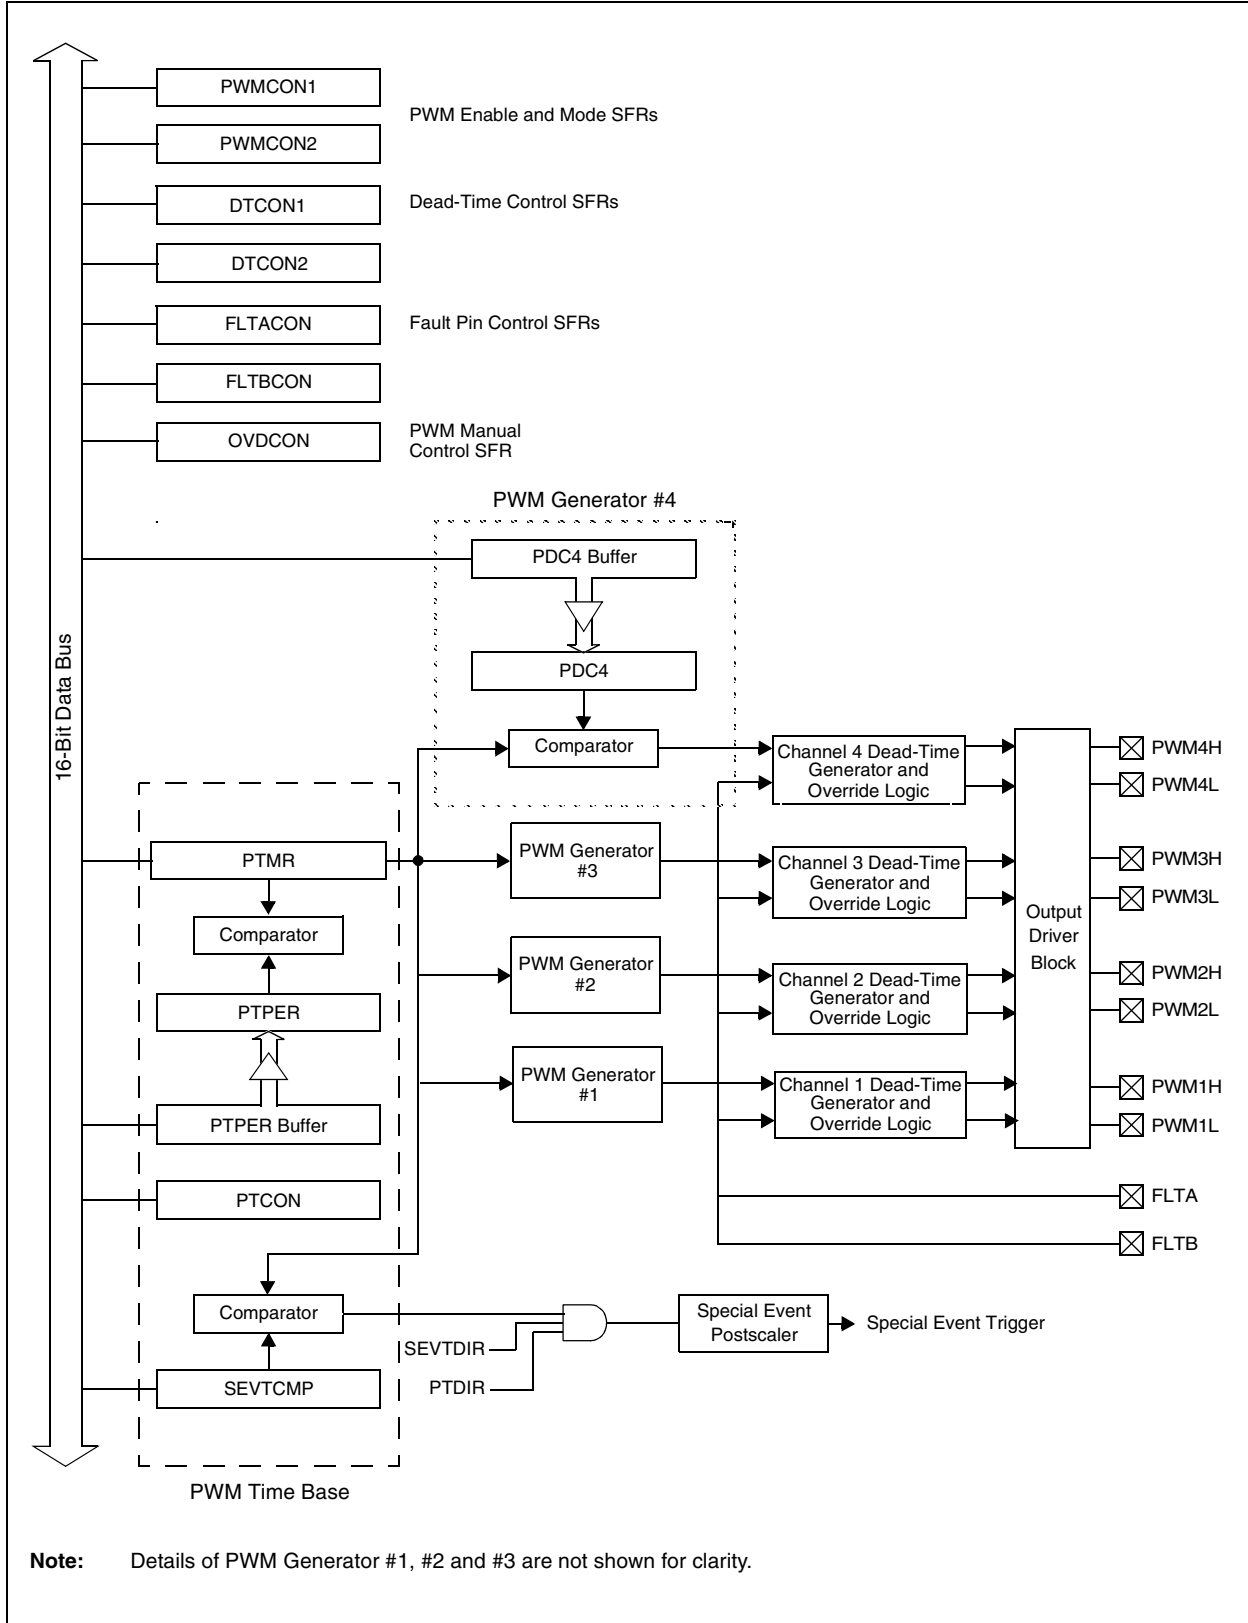 PWMCON1
PWM Enable and Mode SFRs
PWMCON2
DTCON1
Dead-Time Control SFRs
DTCON2
FLTACON
Fault Pin Control SFRs
FLTBCON
OVDCON
PWM Manual
Control SFR
PWM Generator #4
PDC4 Buffer
PDC4
Comparator
16-Bit Data Bus
Channel 4 Dead-Time
Generator and
Override Logic
PWM4H
PWM4L
PTMR
PWM Generator
#3
Channel 3 Dead-Time
Generator and
Override Logic
PWM3H
PWM3L
Comparator
Output
Driver
Block
PTPER
PWM Generator
#2
Channel 2 Dead-Time
Generator and
Override Logic
PWM2H
PWM2L
PTPER Buffer
PWM Generator
#1
Channel 1 Dead-Time
Generator and
Override Logic
PWM1H
PWM1L
PTCON
FLTA
FLTB
Comparator
SEVTDIR
PTDIR
Special Event
Postscaler
Special Event Trigger
SEVTCMP
PWM Time Base
Note: Details of PWM Generator #1, #2 and #3 are not shown for clarity.